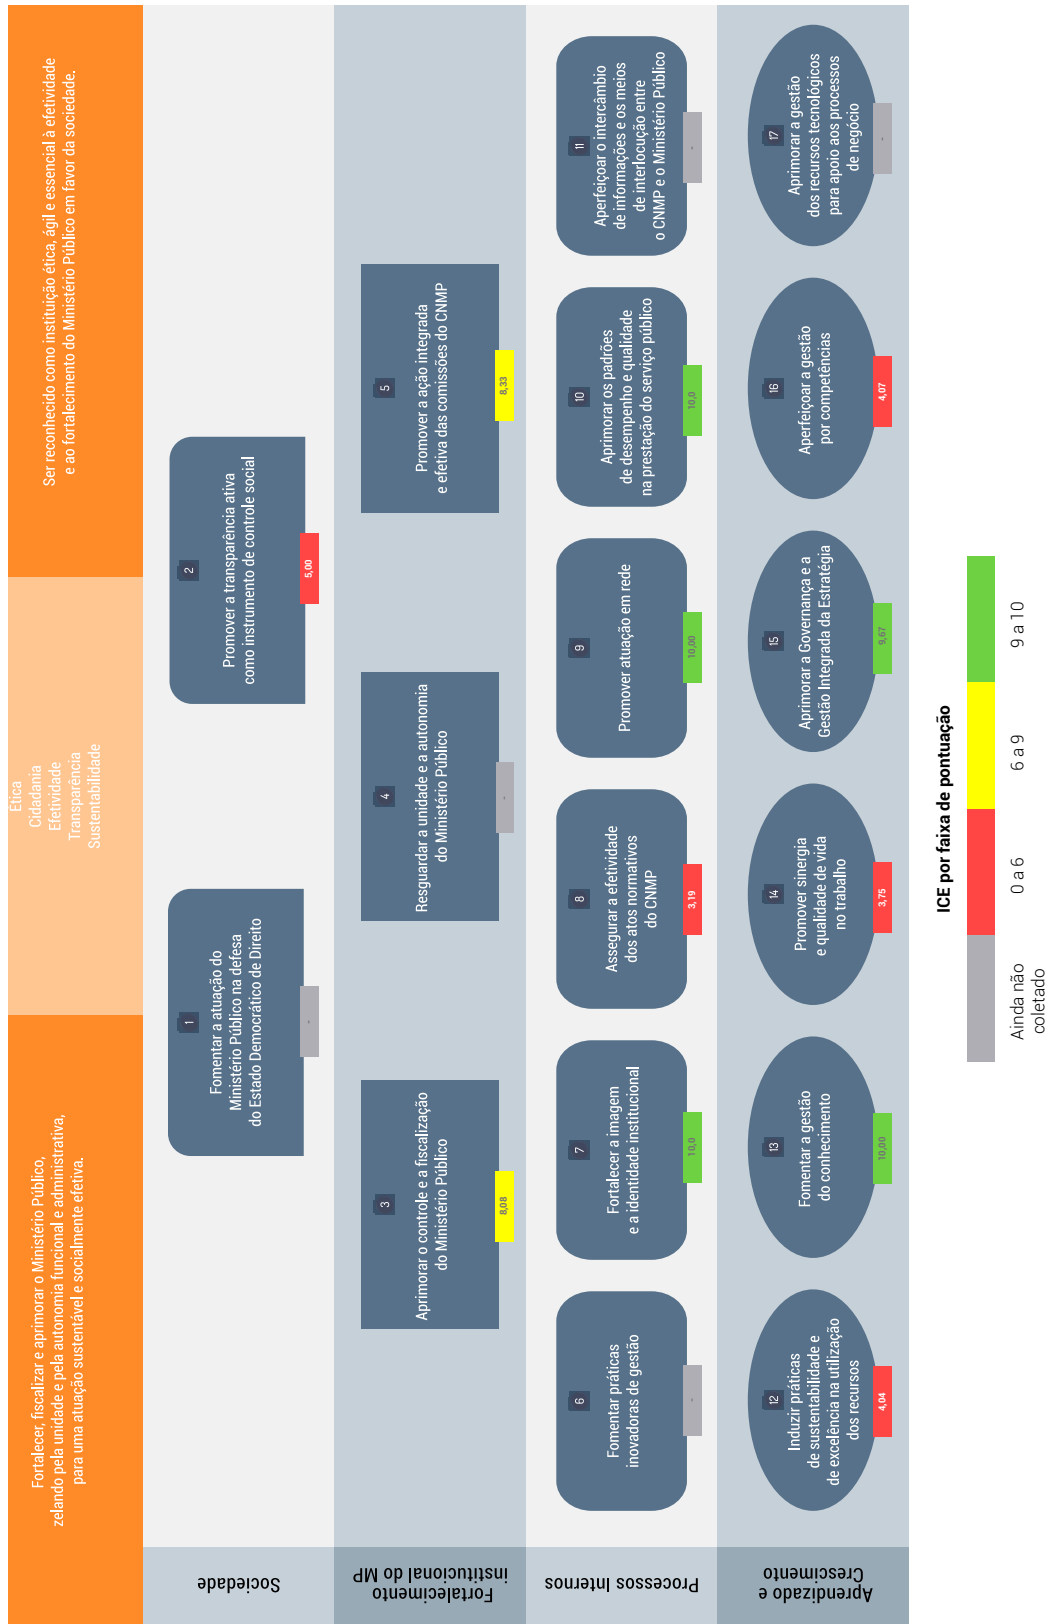 Fortalecer, fiscalizar e aprimorar o Ministério Público,
zelando pela unidade e pela autonomia funcional e administrativa,
para uma atuação sustentável e socialmente efetiva.
Ética
Cidadania
Efetividade
Transparência
Sustentabilidade
Ser reconhecido como instituição ética, ágil e essencial à efetividade
e ao fortalecimento do Ministério Público em favor da sociedade.
Sociedade
1
Fomentar a atuação do
Ministério Público na defesa
do Estado Democrático de Direito
-
2
Promover a transparência ativa
como instrumento de controle social
5,00
Fortalecimento
institucional do MP
3
Aprimorar o controle e a fiscalização
do Ministério Público
8,08
4
Resguardar a unidade e a autonomia
do Ministério Público
-
5
Promover a ação integrada
e efetiva das comissões do CNMP
8,33
Processos Internos
6
Fomentar práticas
inovadoras de gestão
-
7
Fortalecer a imagem
e a identidade institucional
10,0
8
Assegurar a efetividade
dos atos normativos
do CNMP
3,19
9
Promover atuação em rede
10,00
10
Aprimorar os padrões
de desempenho e qualidade
na prestação do serviço público
10,0
11
Aperfeiçoar o intercâmbio
de informações e os meios
de interlocução entre
o CNMP e o Ministério Público
-
Aprendizado e
Crescimento
12
Induzir práticas
de sustentabilidade e
de excelência na utilização
dos recursos
4,04
13
Fomentar a gestão
do conhecimento
10,00
14
Promover sinergia
e qualidade de vida
no trabalho
3,75
15
Aprimorar a Governança e a
Gestão Integrada da Estratégia
9,67
16
Aperfeiçoar a gestão
por competências
4,07
17
Aprimorar a gestão
dos recursos tecnológicos
para apoio aos processos
de negócio
-
ICE por faixa de pontuação
Ainda não
coletado
0 a 6
6 a 9
9 a 10